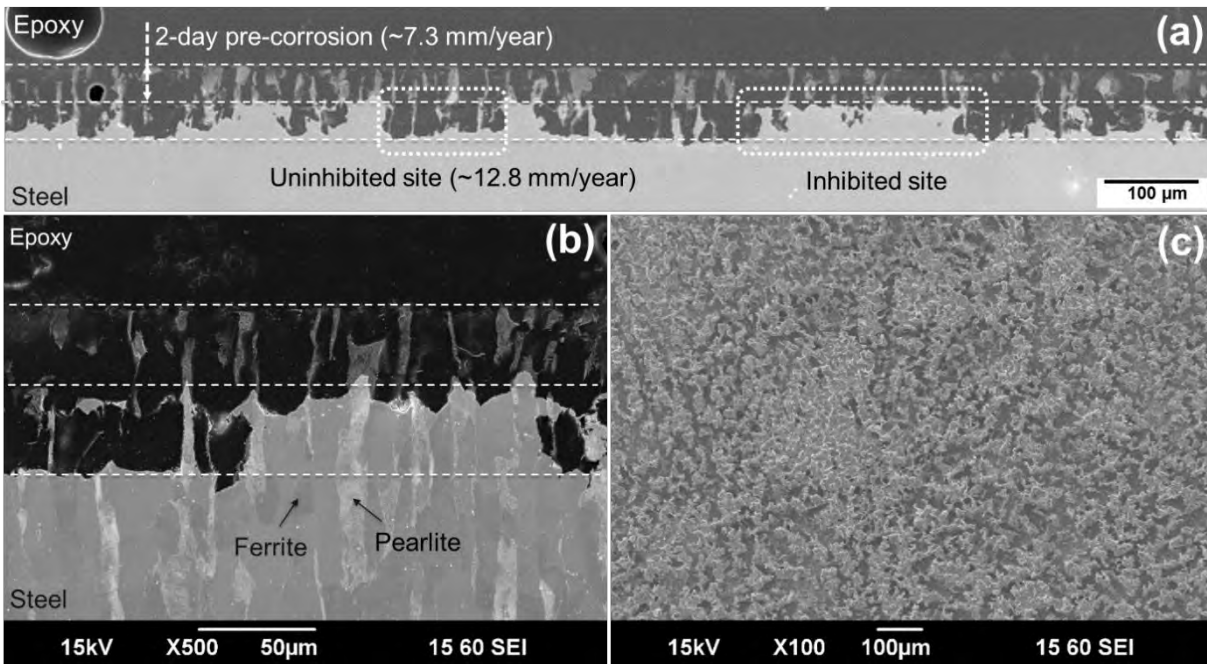 Epoxy
2-day pre-corrosion (~7.3 mm/year)
(a)
Uninhibited site (~12.8 mm/year)
Inhibited site
Steel
100 µm
Epoxy
(b)
Ferrite
Pearlite
Steel
15kV X500 50µm 15 60 SEI
(c)
15kV X100 100µm 15 60 SEI